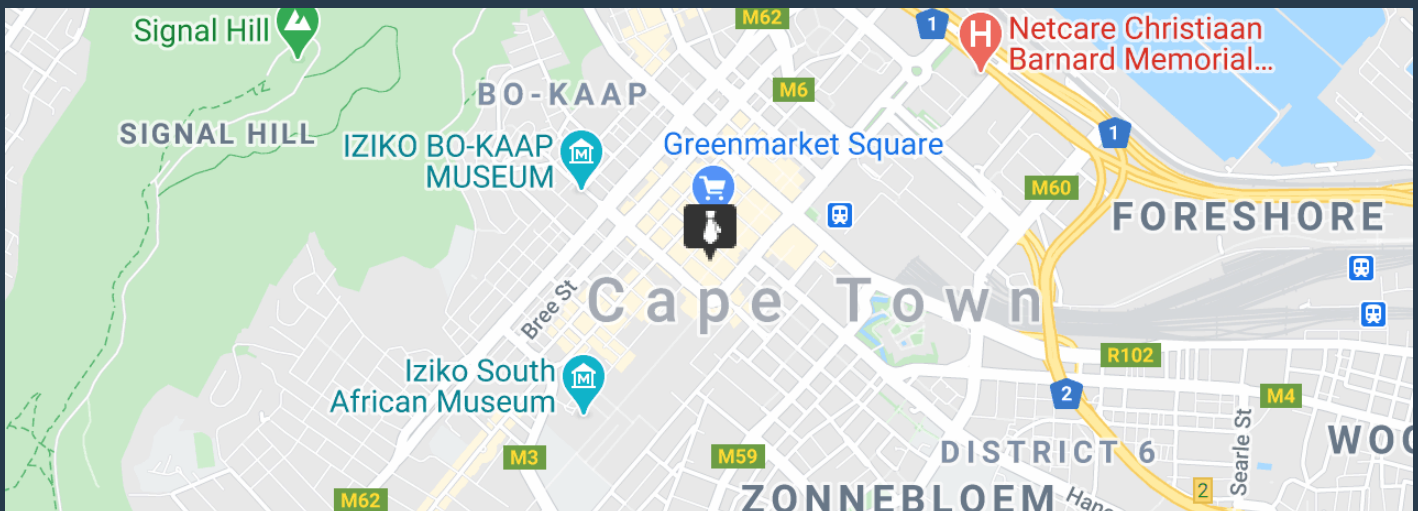 M62
1
Signal Hill
Netcare Christiaan
Barnard Memorial...
H
M6
BO-KAAP
SIGNAL HILL
1
IZIKO BO-KAAP
MUSEUM
M
Greenmarket Square
M60
FORESHORE
Cape Town
Bree St
R102
Iziko South
African Museum
M
2
M4
DISTRICT 6
Searle St
WOO
M3
M59
M62
ZONNEBLOEM
Hano
2